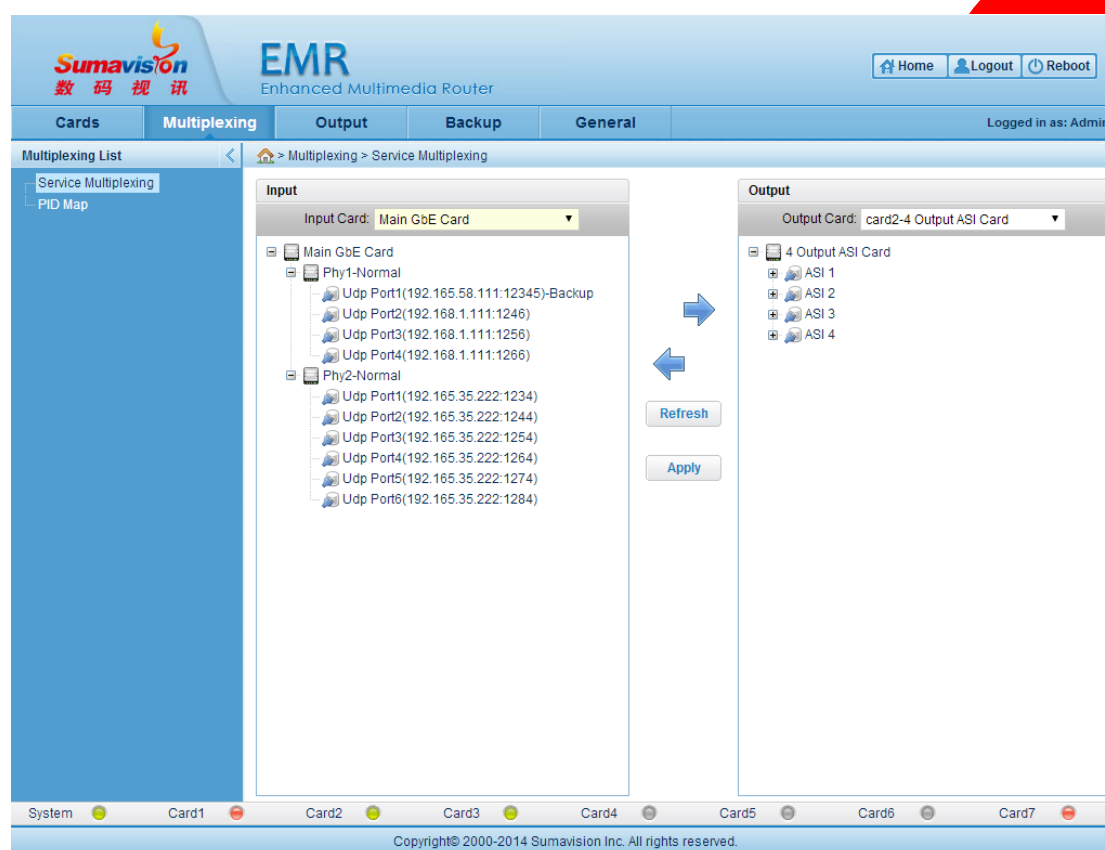 Sumavision
数 码 视 讯
EMR
Enhanced Multimedia Router
Home Logout Reboot
Cards Multiplexing Output Backup General Logged in as: Admin
Multiplexing List
> Multiplexing > Service Multiplexing
Service Multiplexing
PID Map
Input
Input Card: Main GbE Card
Main GbE Card
Phy1-Normal
Udp Port1(192.165.58.111:12345)-Backup
Udp Port2(192.168.1.111:1246)
Udp Port3(192.168.1.111:1256)
Udp Port4(192.168.1.111:1266)
Phy2-Normal
Udp Port1(192.165.35.222:1234)
Udp Port2(192.165.35.222:1244)
Udp Port3(192.165.35.222:1254)
Udp Port4(192.165.35.222:1264)
Udp Port5(192.165.35.222:1274)
Udp Port6(192.165.35.222:1284)
Refresh
Apply
Output
Output Card: card2-4 Output ASI Card
4 Output ASI Card
ASI 1
ASI 2
ASI 3
ASI 4
System Card1 Card2 Card3 Card4 Card5 Card6 Card7
Copyright© 2000-2014 Sumavision Inc. All rights reserved.